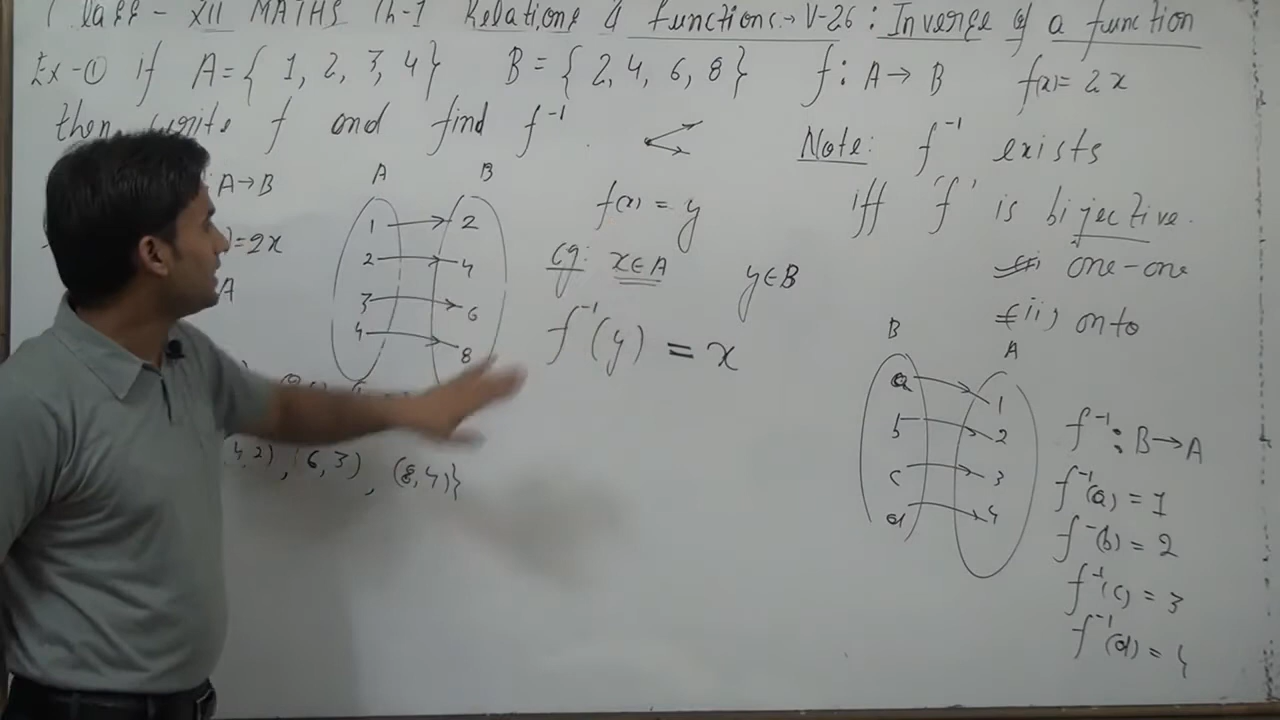 Class - XII MATHS Ch-1 Relations & functions → V-26 : Inverse of a function
Ex-① if A = { 1, 2, 3, 4 } B = { 2, 4, 6, 8 } f : A → B f(x) = 2x
then write f and find f⁻¹ .
Note: f⁻¹ exists
iff 'f' is bijective.
(i) one-one
(ii) onto
: A → B
) = 2x
A
A B
1 → 2
2 → 4
3 → 6
4 → 8
f(x) = y
eg: x ∈ A y ∈ B
f⁻¹(y) = x
4,2), (6,3) , (8,4)}
B A
a → 1
b → 2
c → 3
d → 4
f⁻¹ : B → A
f⁻¹(a) = 1
f⁻¹(b) = 2
f⁻¹(c) = 3
f⁻¹(d) = 4